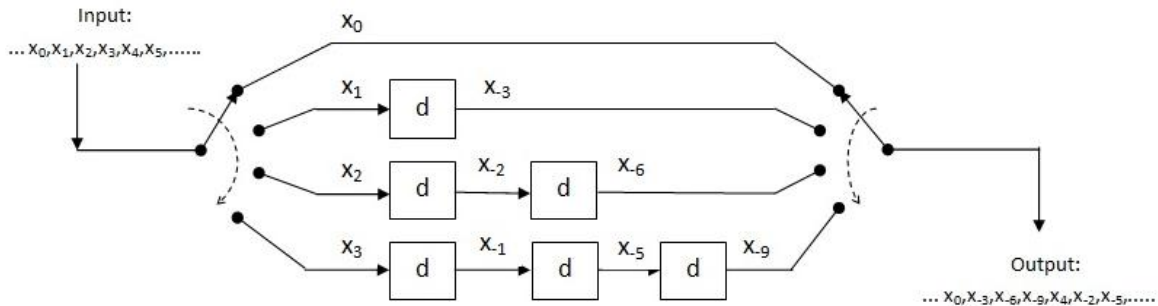 Input:
... x₀,x₁,x₂,x₃,x₄,x₅,......
x₀
x₁ d x₋₃
x₂ d x₋₂ d x₋₆
x₃ d x₋₁ d x₋₅ d x₋₉
Output:
... x₀,x₋₃,x₋₆,x₋₉,x₄,x₋₂,x₋₅,.....